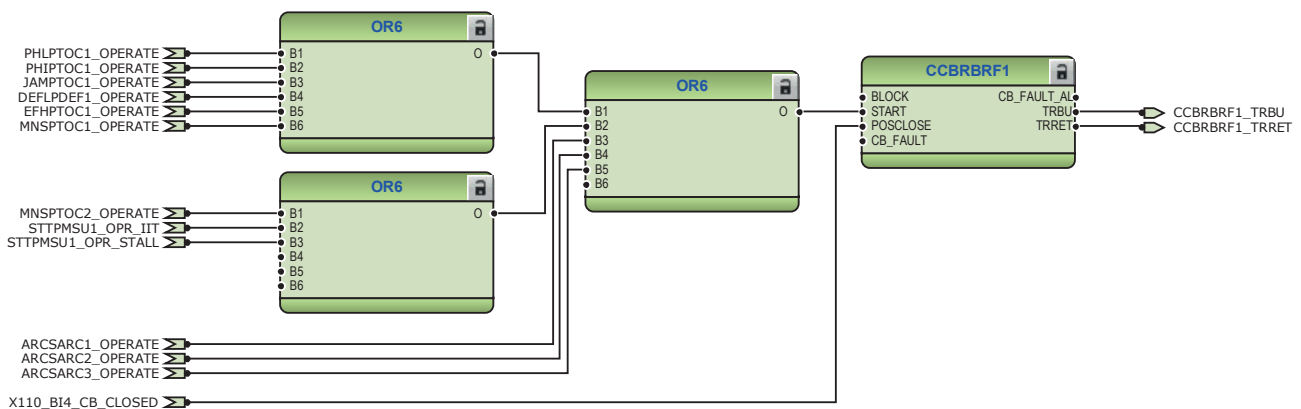 OR6
PHLPTOC1_OPERATE B1 O
PHIPTOC1_OPERATE B2
JAMPTOC1_OPERATE B3
DEFLPDEF1_OPERATE B4
EFHPTOC1_OPERATE B5
MNSPTOC1_OPERATE B6
OR6
MNSPTOC2_OPERATE B1 O
STTPMSU1_OPR_IIT B2
STTPMSU1_OPR_STALL B3
B4
B5
B6
ARCSARC1_OPERATE
ARCSARC2_OPERATE
ARCSARC3_OPERATE
X110_BI4_CB_CLOSED
OR6
B1 O
B2
B3
B4
B5
B6
CCBRBRF1
BLOCK CB_FAULT_AL
START TRBU CCBRBRF1_TRBU
POSCLOSE TRRET CCBRBRF1_TRRET
CB_FAULT